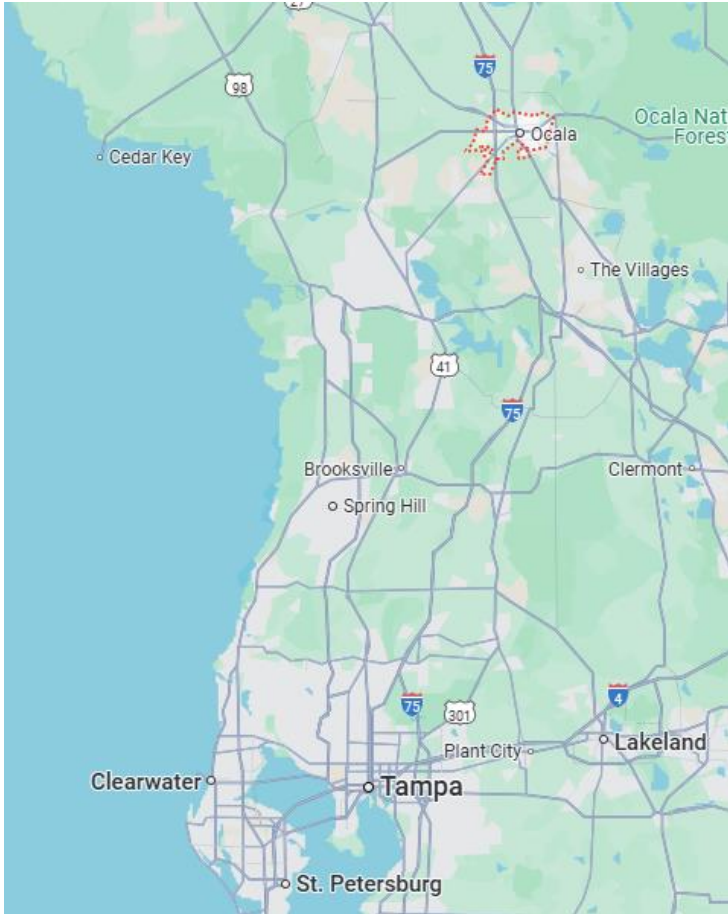 27
75
98
Ocala
Ocala Nat
Fores
Cedar Key
The Villages
41
75
Brooksville
Clermont
Spring Hill
75
4
301
Plant City
Lakeland
Clearwater
Tampa
St. Petersburg